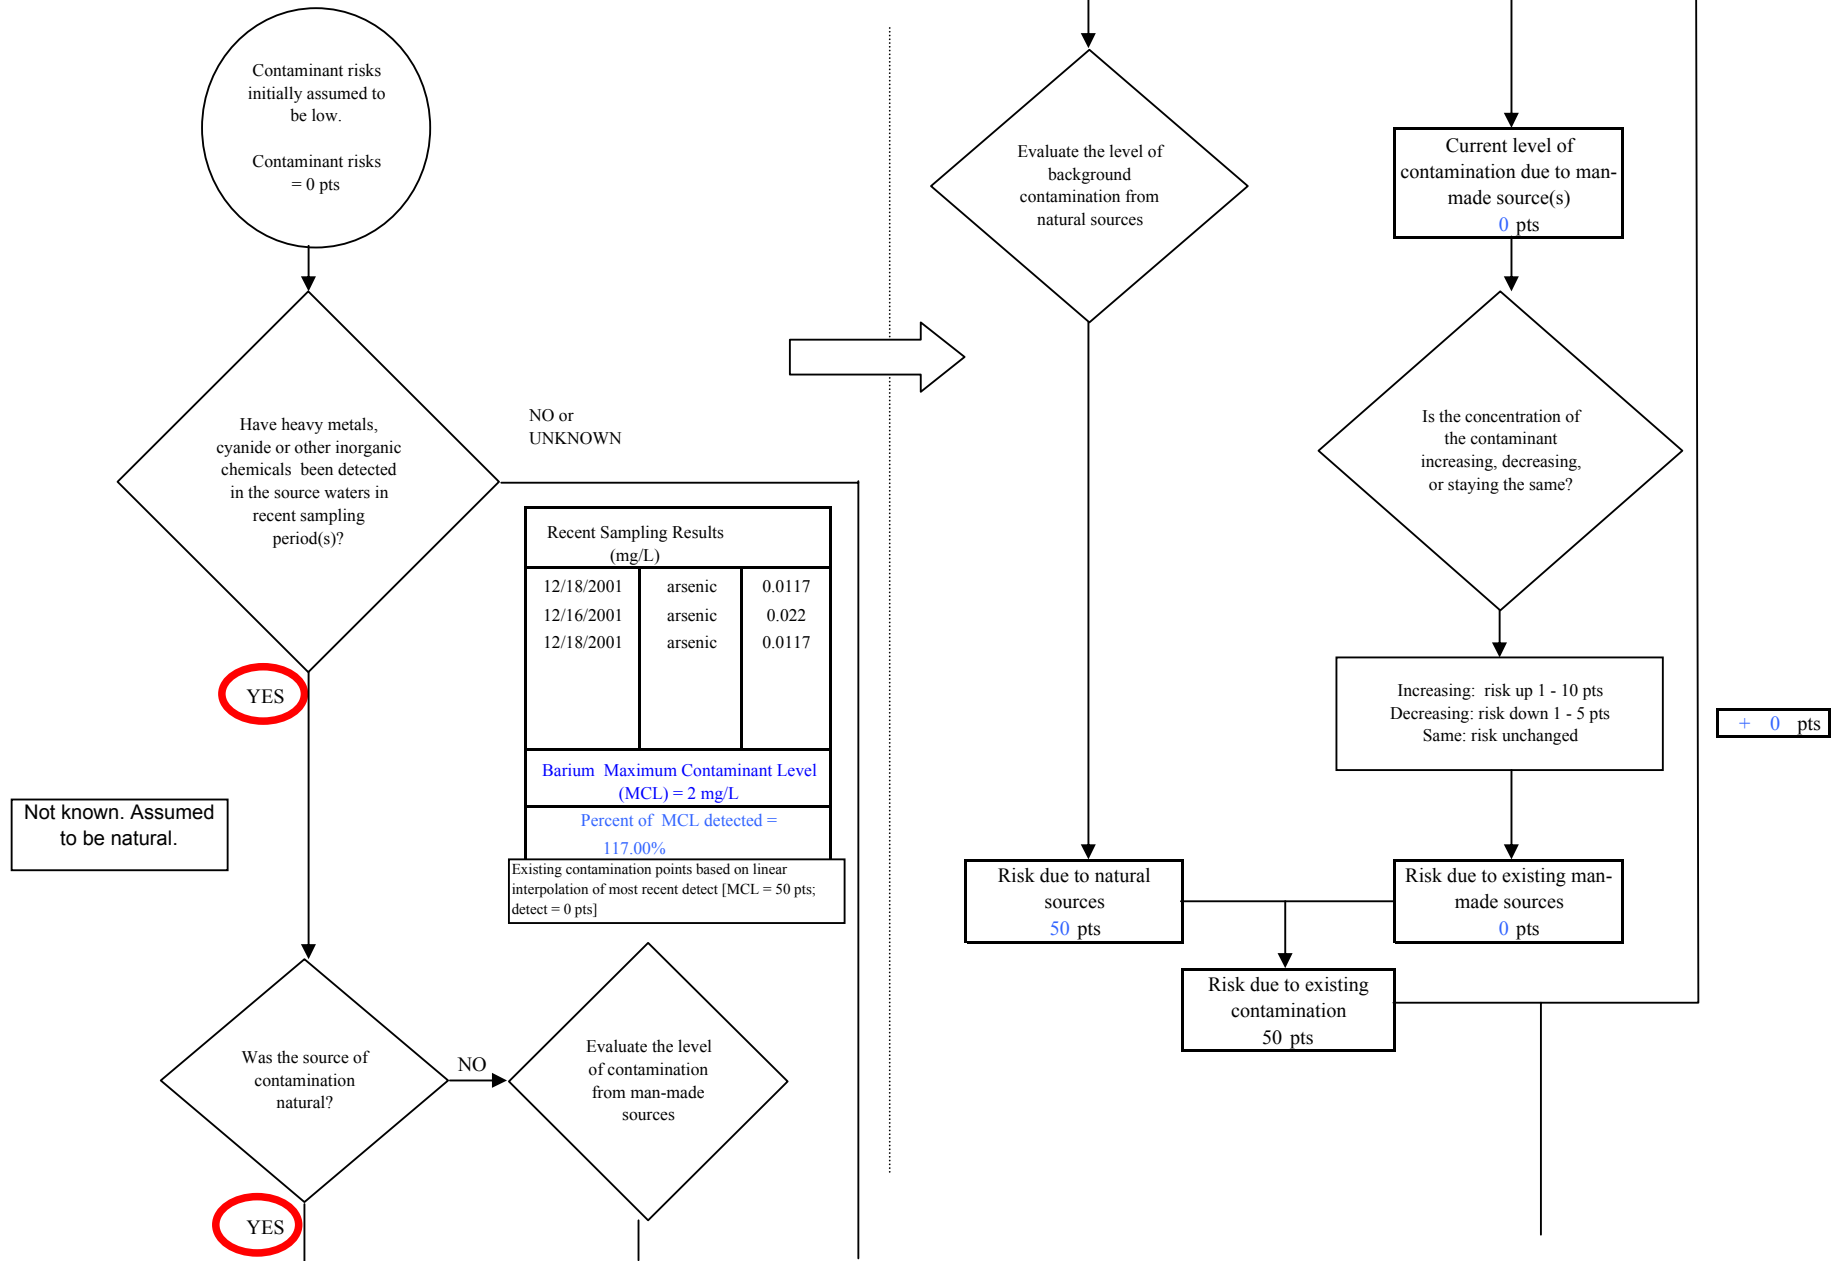 Contaminant risks
initially assumed to
be low.
Contaminant risks
= 0 pts
Have heavy metals,
cyanide or other inorganic
chemicals been detected
in the source waters in
recent sampling
period(s)?
NO or
UNKNOWN
YES
Recent Sampling Results
(mg/L)
12/18/2001 arsenic 0.0117
12/16/2001 arsenic 0.022
12/18/2001 arsenic 0.0117
Barium Maximum Contaminant Level
(MCL) = 2 mg/L
Percent of MCL detected =
117.00%
Existing contamination points based on linear
interpolation of most recent detect [MCL = 50 pts;
detect = 0 pts]
Not known. Assumed
to be natural.
Was the source of
contamination
natural?
NO
YES
Evaluate the level
of contamination
from man-made
sources
Evaluate the level of
background
contamination from
natural sources
Current level of
contamination due to man-
made source(s)
0 pts
Is the concentration of
the contaminant
increasing, decreasing,
or staying the same?
Increasing: risk up 1 - 10 pts
Decreasing: risk down 1 - 5 pts
Same: risk unchanged
+ 0 pts
Risk due to natural
sources
50 pts
Risk due to existing man-
made sources
0 pts
Risk due to existing
contamination
50 pts